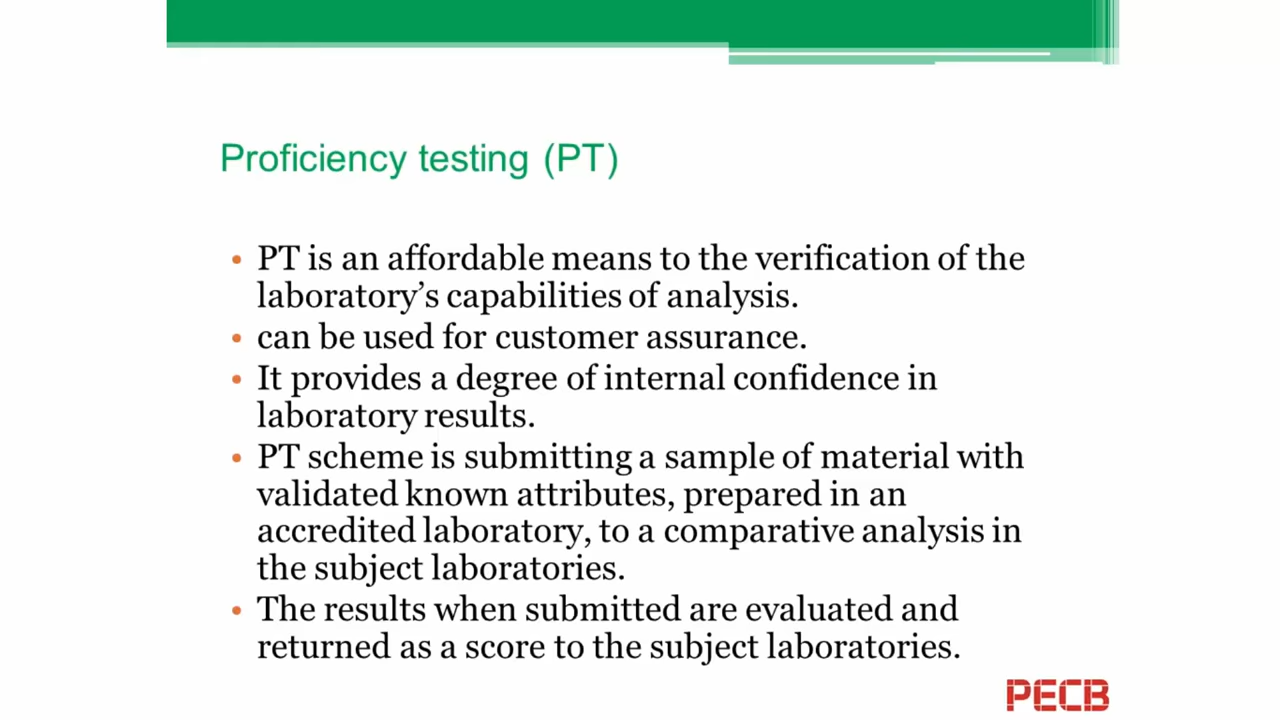 Proficiency testing (PT)
• PT is an affordable means to the verification of the
laboratory’s capabilities of analysis.
• can be used for customer assurance.
• It provides a degree of internal confidence in
laboratory results.
• PT scheme is submitting a sample of material with
validated known attributes, prepared in an
accredited laboratory, to a comparative analysis in
the subject laboratories.
• The results when submitted are evaluated and
returned as a score to the subject laboratories.
PECB